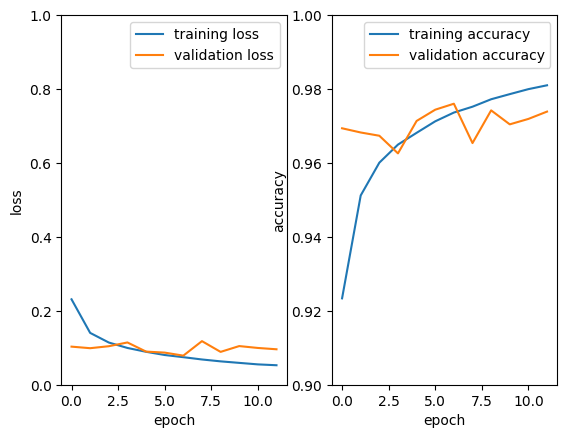 training loss
validation loss
1.0
0.8
0.6
0.4
0.2
0.0
loss
0.0 2.5 5.0 7.5 10.0
epoch
training accuracy
validation accuracy
1.00
0.98
0.96
0.94
0.92
0.90
accuracy
0.0 2.5 5.0 7.5 10.0
epoch